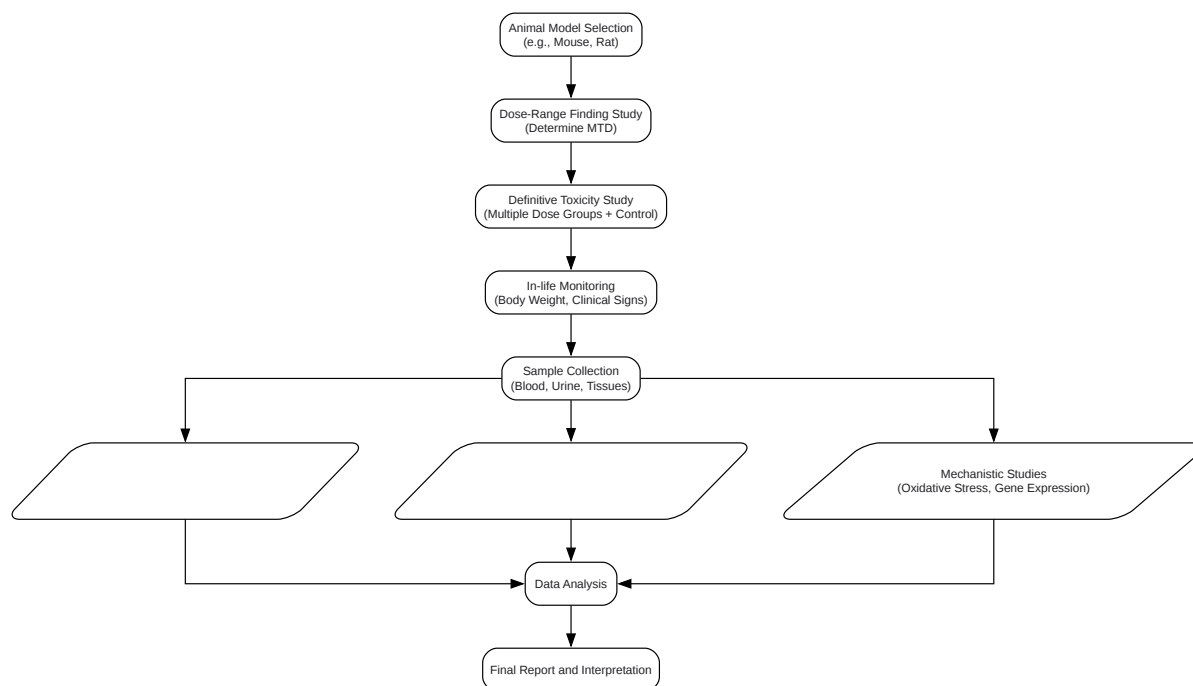 Animal Model Selection
(e.g., Mouse, Rat)
Dose-Range Finding Study
(Determine MTD)
Definitive Toxicity Study
(Multiple Dose Groups + Control)
In-life Monitoring
(Body Weight, Clinical Signs)
Sample Collection
(Blood, Urine, Tissues)
Mechanistic Studies
(Oxidative Stress, Gene Expression)
Data Analysis
Final Report and Interpretation